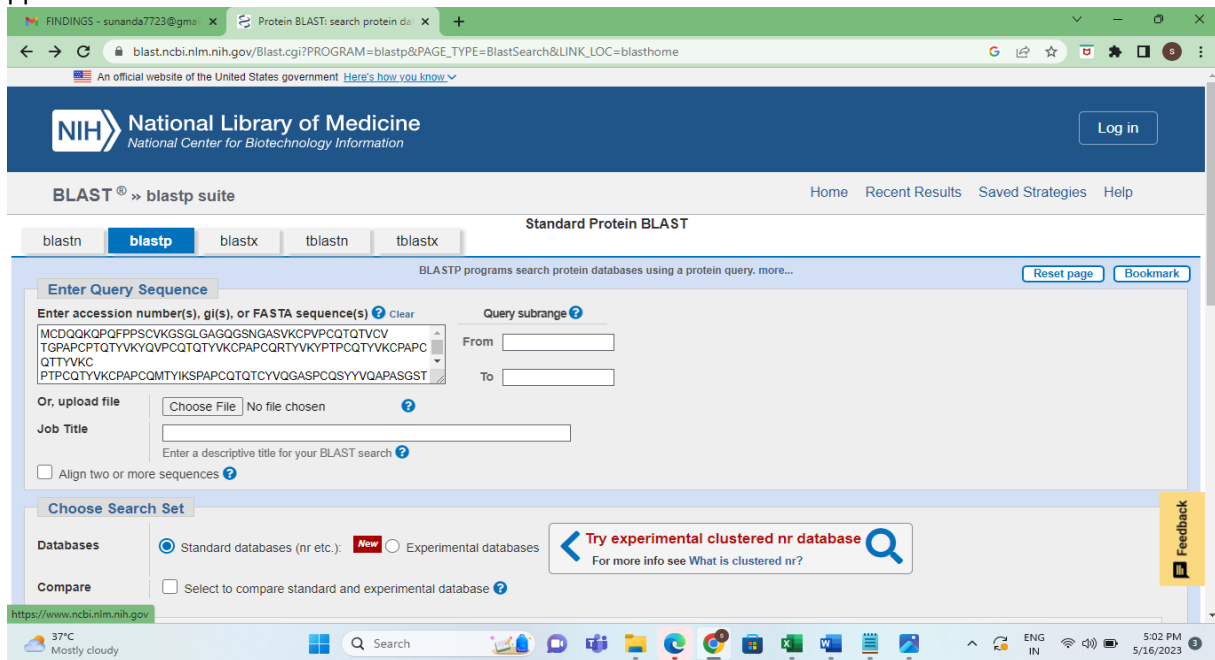 FINDINGS - sunanda7723@gmai
Protein BLAST: search protein dat
blast.ncbi.nlm.nih.gov/Blast.cgi?PROGRAM=blastp&PAGE_TYPE=BlastSearch&LINK_LOC=blasthome
An official website of the United States government Here's how you know
NIH National Library of Medicine
National Center for Biotechnology Information
Log in
BLAST ® » blastp suite
Home Recent Results Saved Strategies Help
Standard Protein BLAST
blastn blastp blastx tblastn tblastx
BLASTP programs search protein databases using a protein query. more...
Reset page Bookmark
Enter Query Sequence
Enter accession number(s), gi(s), or FASTA sequence(s) Clear
Query subrange
MCDQQKQPQFPPSCVKGSGLGAGQGSNGASVKCPVPCQTQTVCV
TGPAPCPTQTYVKYQVPCQTQTYVKCPAPCQRTYVKYPTPCQTYVKCPAPC
QTTYVKC
PTPCQTYVKCPAPCQMTYIKSPAPCQTQTCYVQGASPCQSYYVQAPASGST
From
To
Or, upload file
Choose File No file chosen
Job Title
Enter a descriptive title for your BLAST search
Align two or more sequences
Choose Search Set
Databases
Standard databases (nr etc.): New Experimental databases
Try experimental clustered nr database
For more info see What is clustered nr?
Compare
Select to compare standard and experimental database
Feedback
https://www.ncbi.nlm.nih.gov
37°C
Mostly cloudy
Search
ENG
IN
5:02 PM
5/16/2023
3